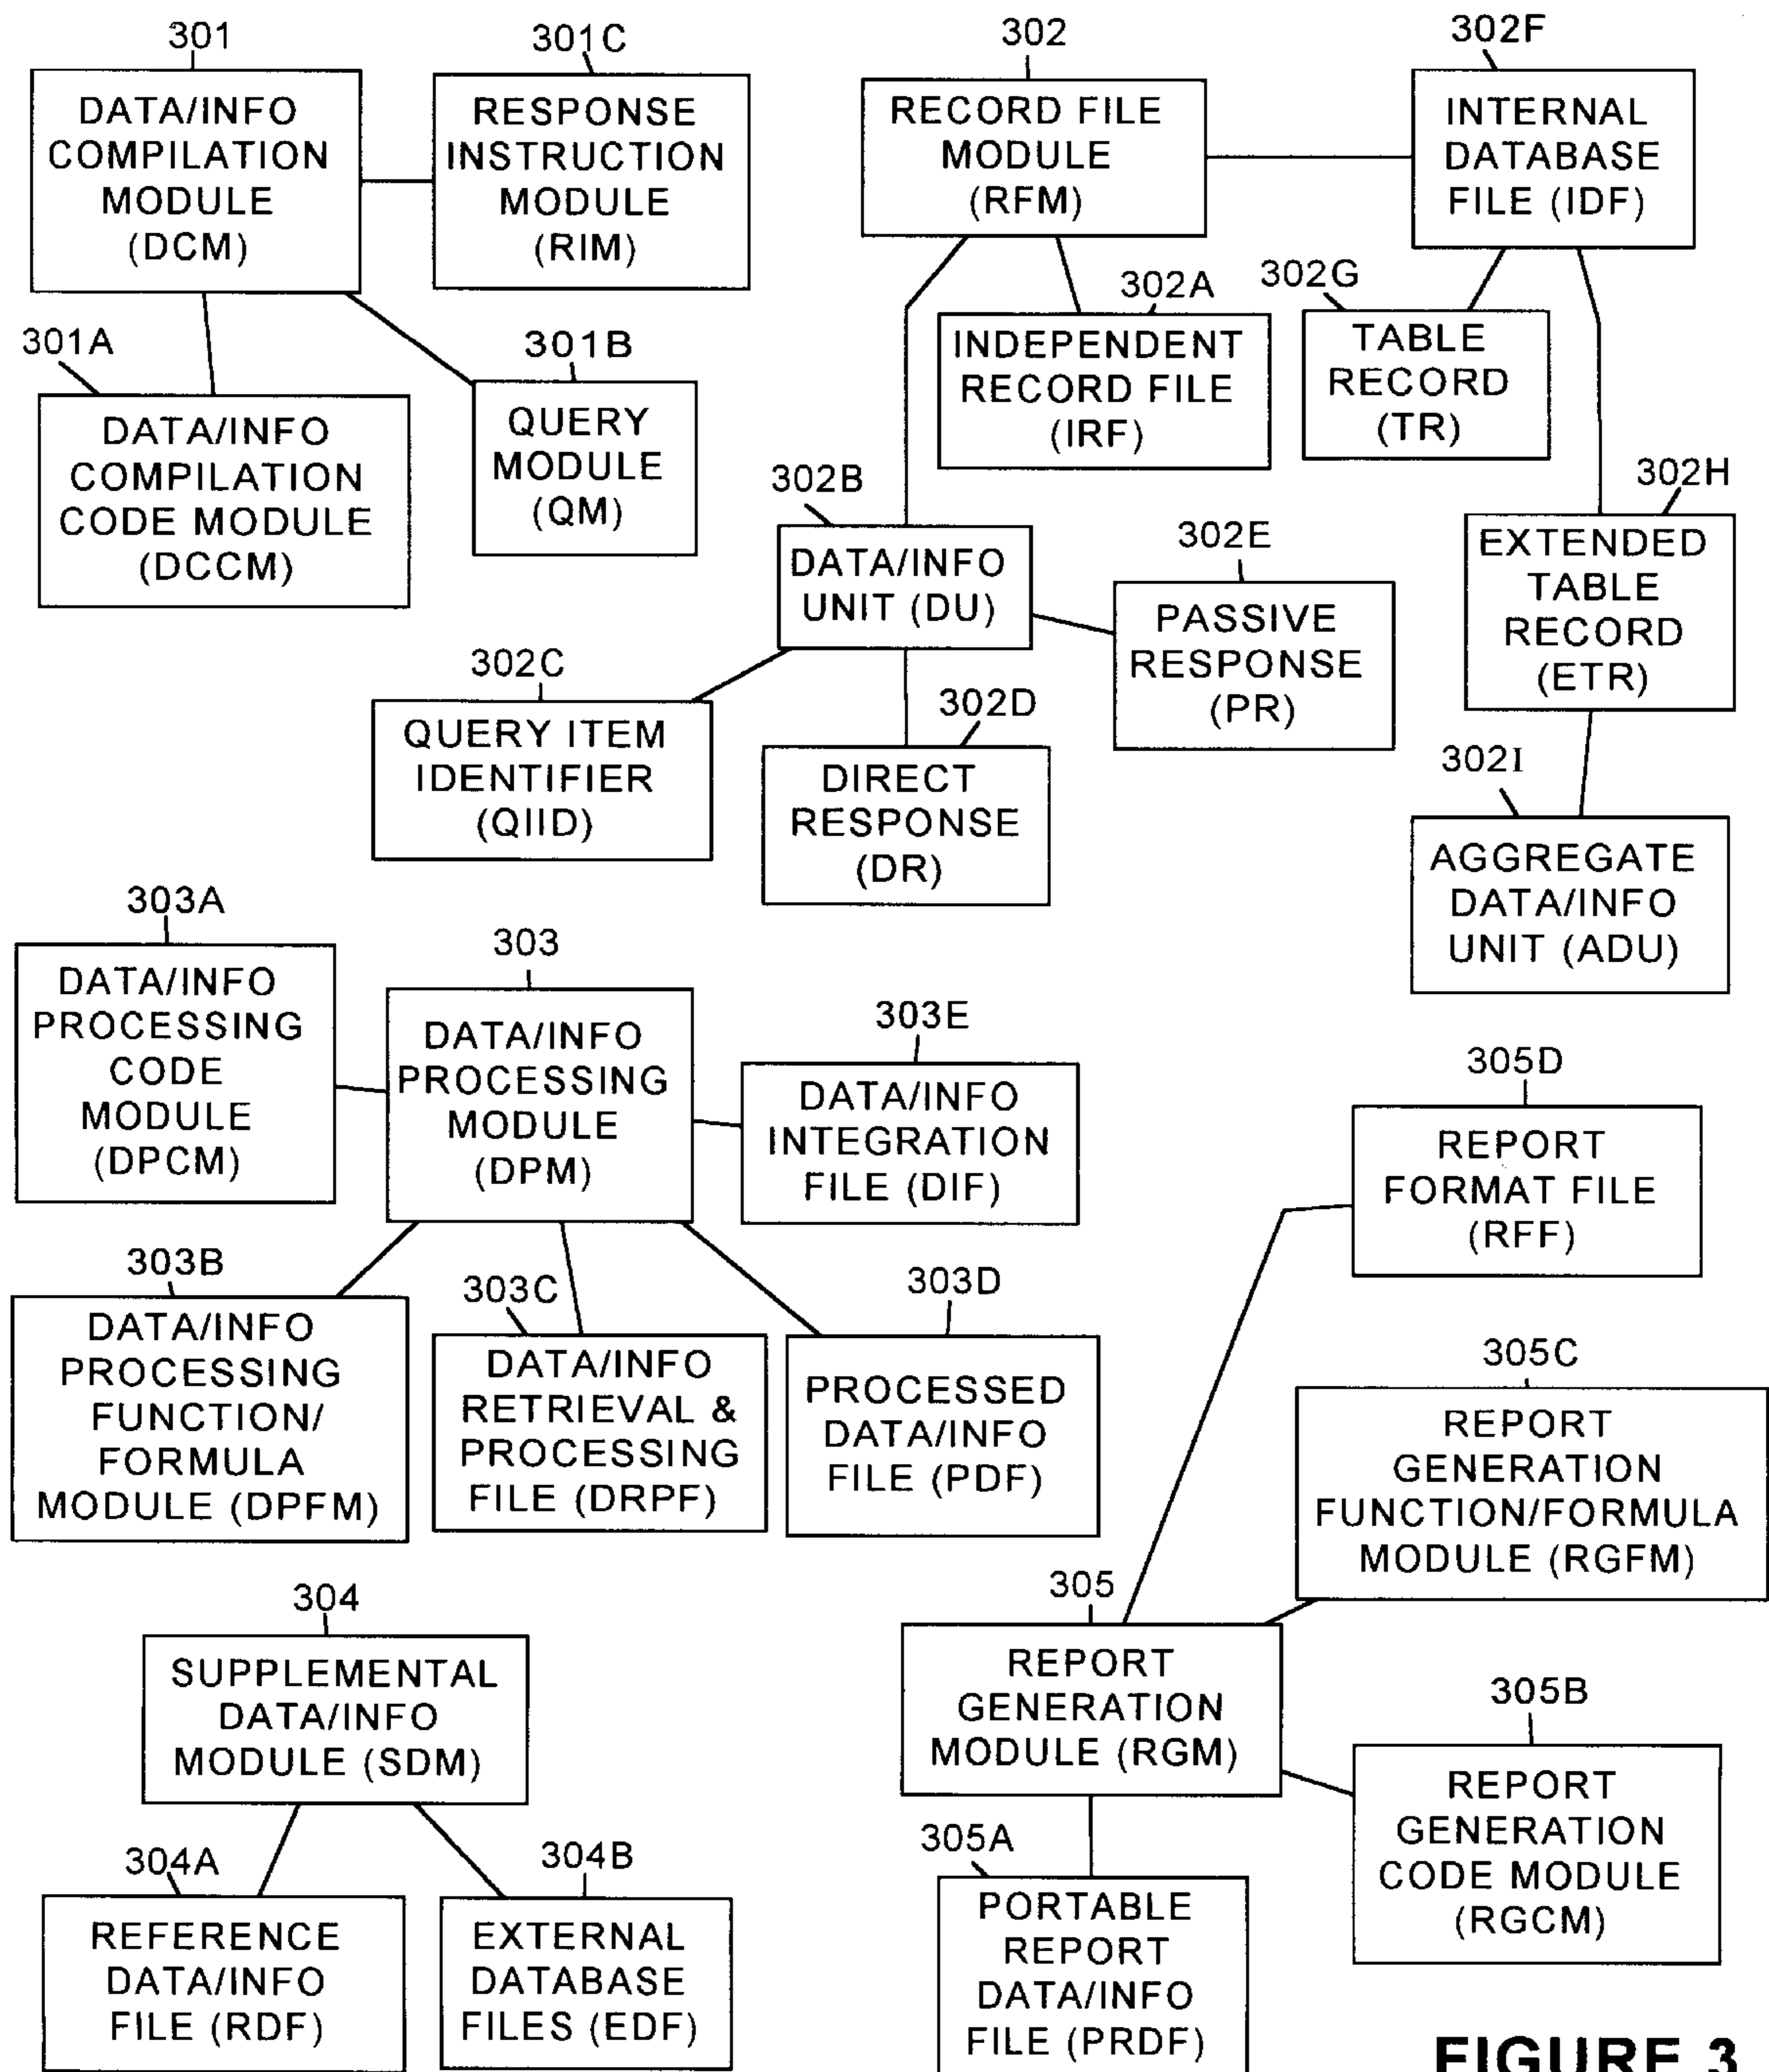 301
DATA/INFO
COMPILATION
MODULE
(DCM)
301C
RESPONSE
INSTRUCTION
MODULE
(RIM)
301A
DATA/INFO
COMPILATION
CODE MODULE
(DCCM)
301B
QUERY
MODULE
(QM)
302
RECORD FILE
MODULE
(RFM)
302F
INTERNAL
DATABASE
FILE (IDF)
302A
INDEPENDENT
RECORD FILE
(IRF)
302G
TABLE
RECORD
(TR)
302B
DATA/INFO
UNIT (DU)
302E
PASSIVE
RESPONSE
(PR)
302H
EXTENDED
TABLE
RECORD
(ETR)
302C
QUERY ITEM
IDENTIFIER
(QIID)
302D
DIRECT
RESPONSE
(DR)
302I
AGGREGATE
DATA/INFO
UNIT (ADU)
303A
DATA/INFO
PROCESSING
CODE
MODULE
(DPCM)
303
DATA/INFO
PROCESSING
MODULE
(DPM)
303E
DATA/INFO
INTEGRATION
FILE (DIF)
303B
DATA/INFO
PROCESSING
FUNCTION/
FORMULA
MODULE (DPFM)
303C
DATA/INFO
RETRIEVAL &
PROCESSING
FILE (DRPF)
303D
PROCESSED
DATA/INFO
FILE (PDF)
305D
REPORT
FORMAT FILE
(RFF)
305C
REPORT
GENERATION
FUNCTION/FORMULA
MODULE (RGFM)
304
SUPPLEMENTAL
DATA/INFO
MODULE (SDM)
305
REPORT
GENERATION
MODULE (RGM)
305B
REPORT
GENERATION
CODE MODULE
(RGCM)
304A
REFERENCE
DATA/INFO
FILE (RDF)
304B
EXTERNAL
DATABASE
FILES (EDF)
305A
PORTABLE
REPORT
DATA/INFO
FILE (PRDF)
FIGURE 3